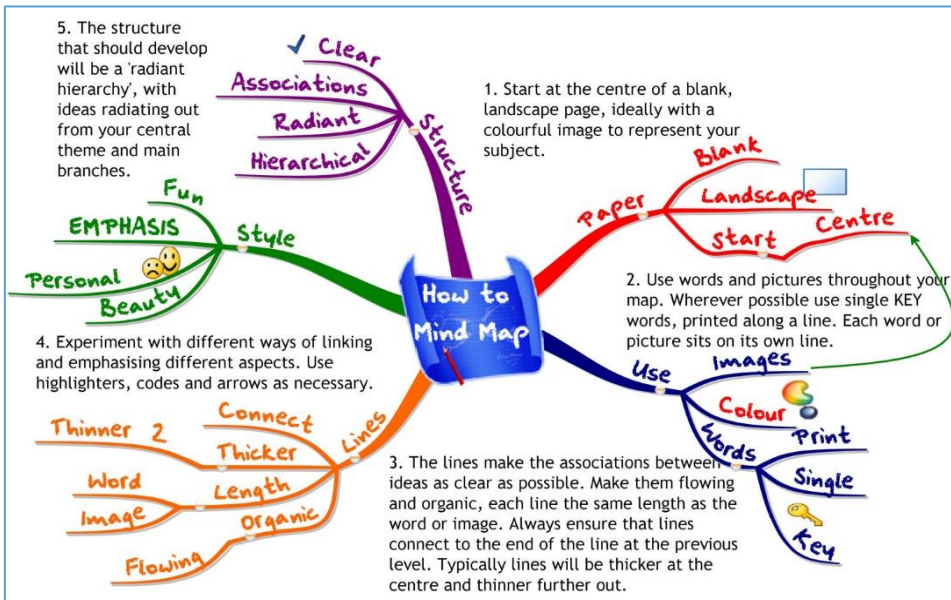 How to
Mind Map
1. Start at the centre of a blank,
landscape page, ideally with a
colourful image to represent your
subject.
Paper
Blank
Landscape
Start
Centre
2. Use words and pictures throughout your
map. Wherever possible use single KEY
words, printed along a line. Each word or
picture sits on its own line.
Use
Images
Colour
Words
Print
Single
Key
3. The lines make the associations between
ideas as clear as possible. Make them flowing
and organic, each line the same length as the
word or image. Always ensure that lines
connect to the end of the line at the previous
level. Typically lines will be thicker at the
centre and thinner further out.
Lines
Connect
Thicker
Thinner 2
Length
Word
Image
Organic
Flowing
4. Experiment with different ways of linking
and emphasising different aspects. Use
highlighters, codes and arrows as necessary.
Style
Fun
EMPHASIS
Personal
Beauty
5. The structure
that should develop
will be a 'radiant
hierarchy', with
ideas radiating out
from your central
theme and main
branches.
Structure
Clear
Associations
Radiant
Hierarchical